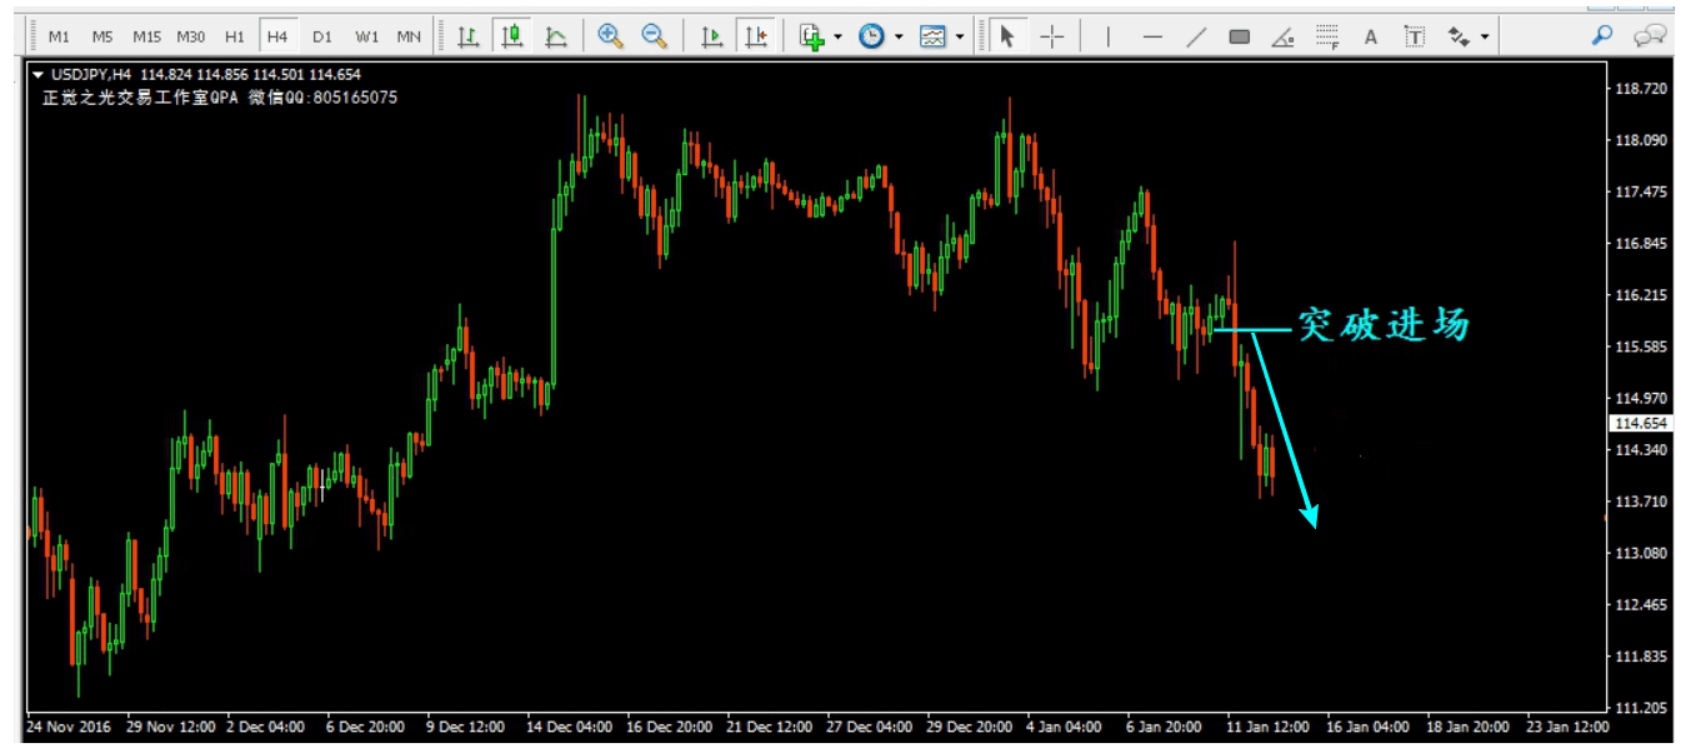 M1 M5 M15 M30 H1 H4 D1 W1 MN
F A T
USDJPY,H4 114.824 114.856 114.501 114.654
正觉之光交易工作室QPA 微信QQ:805165075
118.720
118.090
117.475
116.845
116.215
突破进场
115.585
114.970
114.654
114.340
113.710
113.080
112.465
111.835
111.205
24 Nov 2016 29 Nov 12:00 2 Dec 04:00 6 Dec 20:00 9 Dec 12:00 14 Dec 04:00 16 Dec 20:00 21 Dec 12:00 27 Dec 04:00 29 Dec 20:00 4 Jan 04:00 6 Jan 20:00 11 Jan 12:00 16 Jan 04:00 18 Jan 20:00 23 Jan 12:00